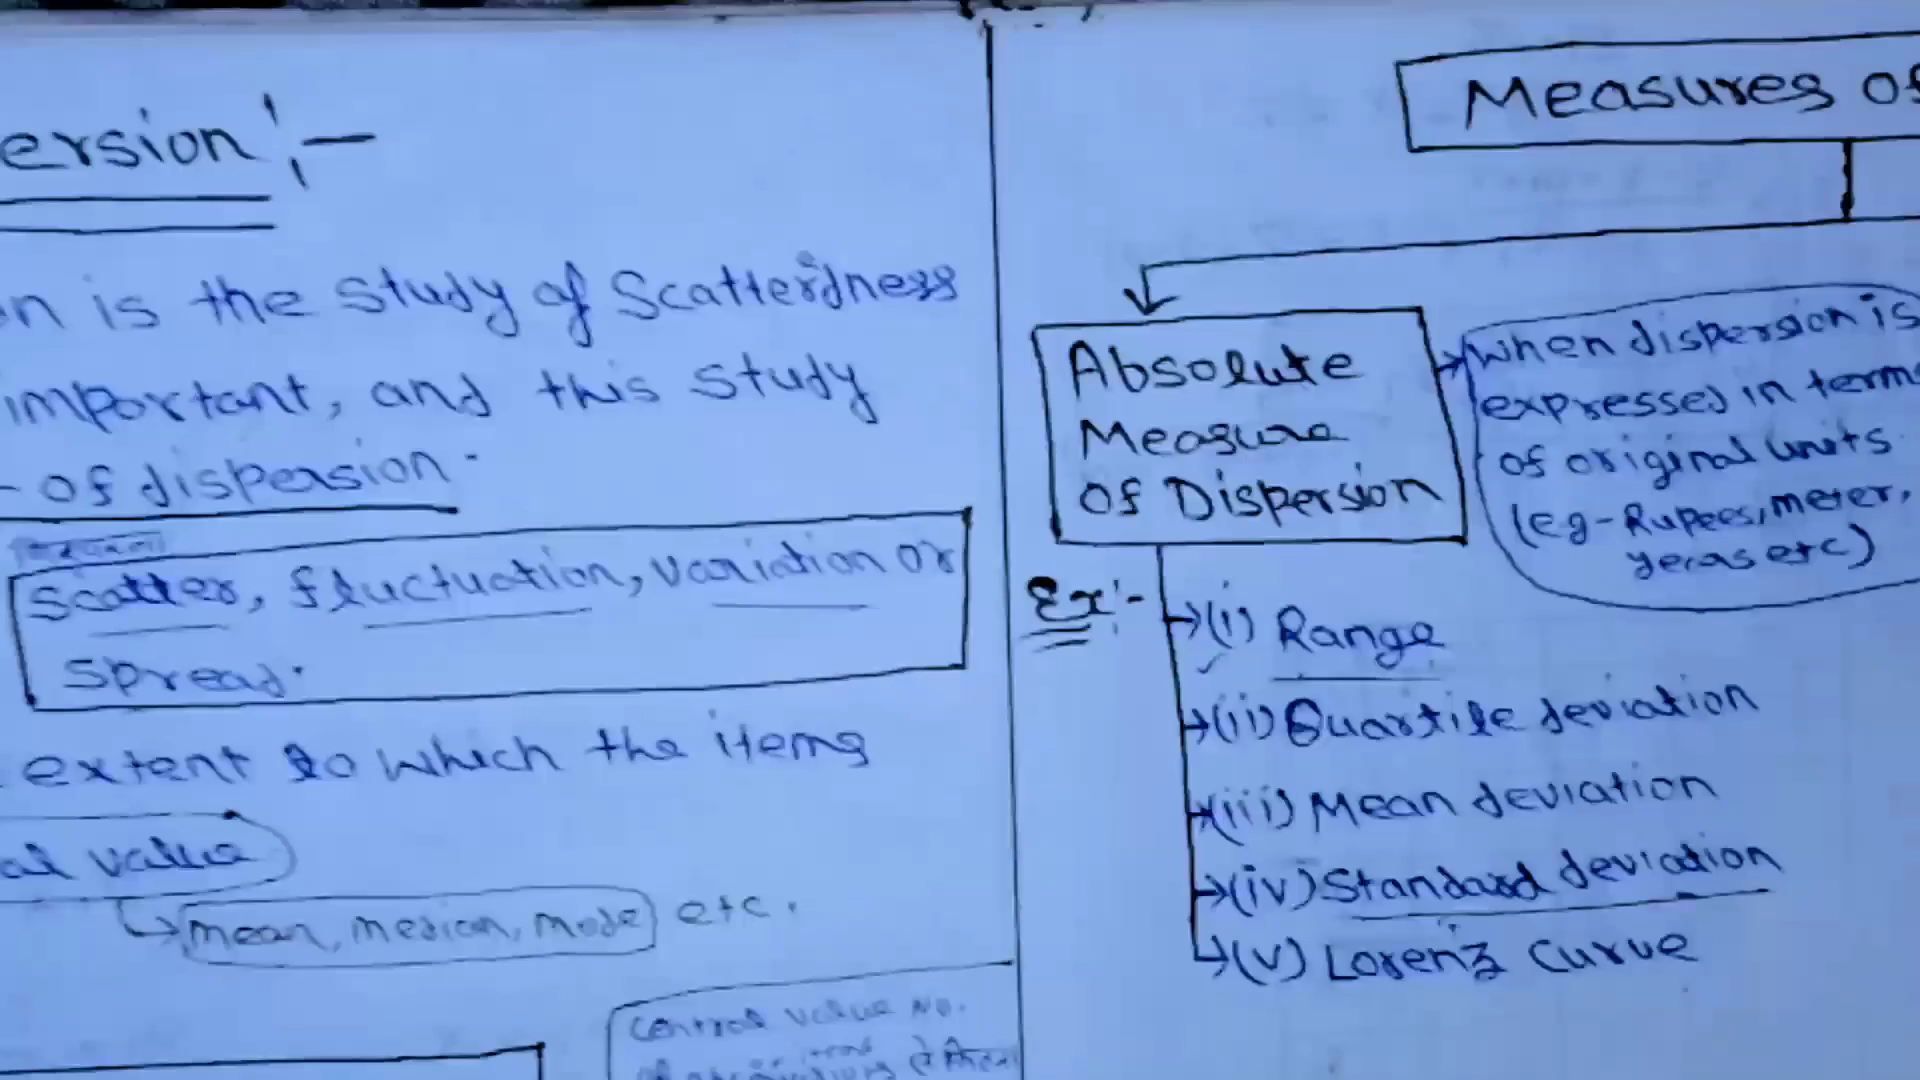 ersion :-
n is the study of Scatteredness
important, and this study
- of dispersion.
Scatter, fluctuation, variation or
spread.
extent to which the items
al value
mean, median, mode etc.
Central value No.
Measures of
Absolute
Measure
of Dispersion
when dispersion is
expressed in terms
of original units
(eg-Rupees, meter,
yeras etc)
Ex:-
(i) Range
(ii) Quartile deviation
(iii) Mean deviation
(iv) Standard deviation
(v) Lorenz Curve